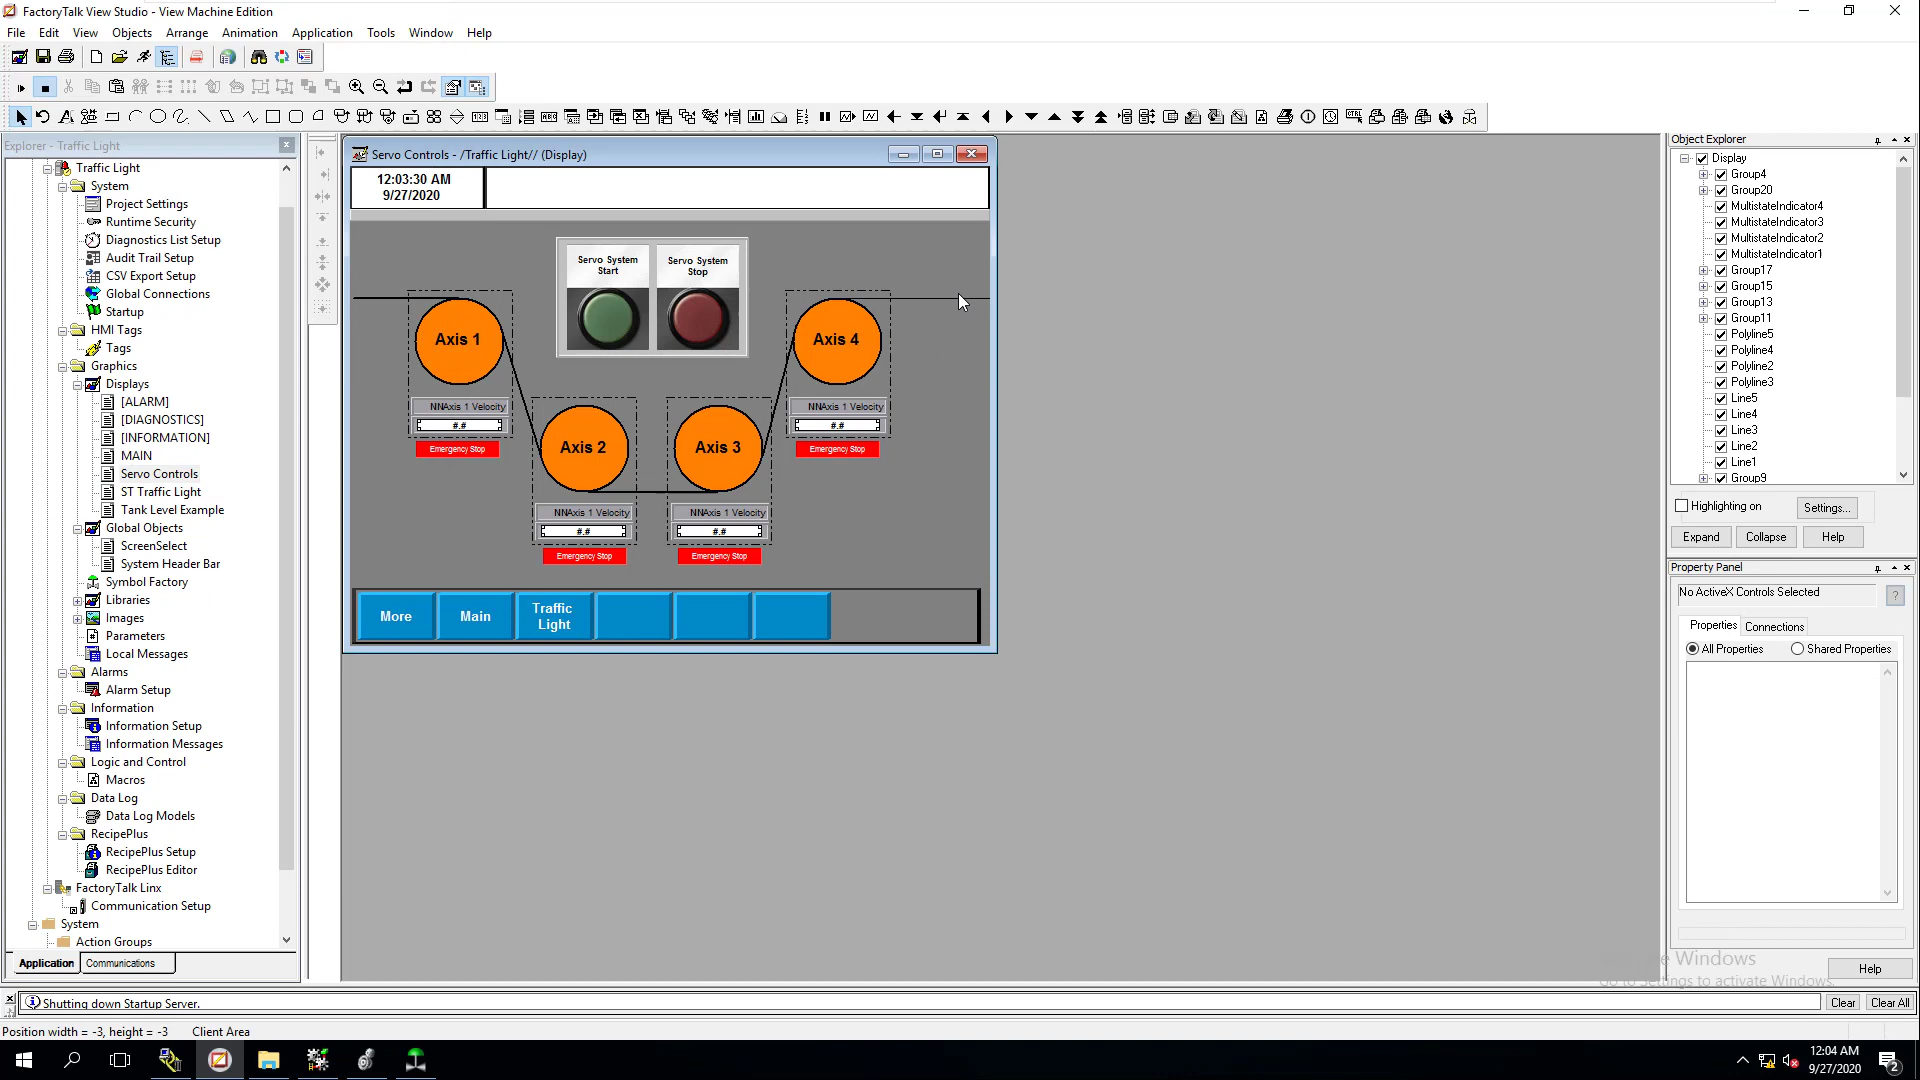 FactoryTalk View Studio - View Machine Edition
File Edit View Objects Arrange Animation Application Tools Window Help
Explorer - Traffic Light
Traffic Light
System
Project Settings
Runtime Security
Diagnostics List Setup
Audit Trail Setup
CSV Export Setup
Global Connections
Startup
HMI Tags
Tags
Graphics
Displays
[ALARM]
[DIAGNOSTICS]
[INFORMATION]
MAIN
Servo Controls
ST Traffic Light
Tank Level Example
Global Objects
ScreenSelect
System Header Bar
Symbol Factory
Libraries
Images
Parameters
Local Messages
Alarms
Alarm Setup
Information
Information Setup
Information Messages
Logic and Control
Macros
Data Log
Data Log Models
RecipePlus
RecipePlus Setup
RecipePlus Editor
FactoryTalk Linx
Communication Setup
System
Action Groups
Application Communications
Servo Controls - /Traffic Light// (Display)
12:03:30 AM
9/27/2020
Servo System
Start
Servo System
Stop
Axis 1
Axis 4
NNAxis 1 Velocity
NNAxis 1 Velocity
#.#
#.#
Emergency Stop
Emergency Stop
Axis 2
Axis 3
NNAxis 1 Velocity
NNAxis 1 Velocity
#.#
#.#
Emergency Stop
Emergency Stop
More
Main
Traffic
Light
Object Explorer
Display
Group4
Group20
MultistateIndicator4
MultistateIndicator3
MultistateIndicator2
MultistateIndicator1
Group17
Group15
Group13
Group11
Polyline5
Polyline4
Polyline2
Polyline3
Line5
Line4
Line3
Line2
Line1
Group9
Highlighting on
Settings...
Expand
Collapse
Help
Property Panel
No ActiveX Controls Selected
?
Properties Connections
All Properties Shared Properties
Windows
Help
to activate Windows.
Shutting down Startup Server.
Clear
Clear All
Position width = -3, height = -3 Client Area
12:04 AM
9/27/2020
2